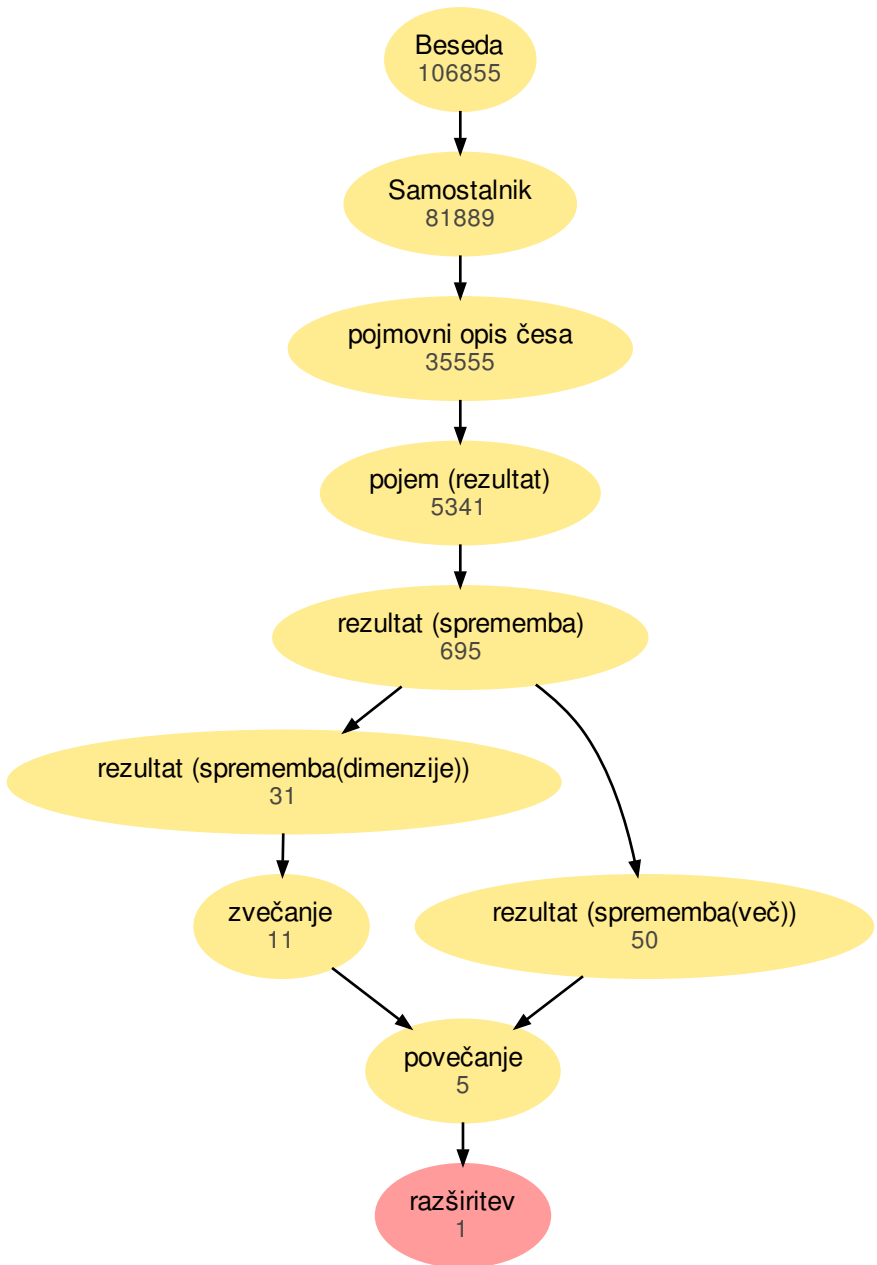 Beseda
106855
Samostalnik
81889
pojmovni opis česa
35555
pojem (rezultat)
5341
rezultat (sprememba)
695
rezultat (sprememba(dimenzije))
31
zvečanje
11
rezultat (sprememba(več))
50
povečanje
5
razširitev
1